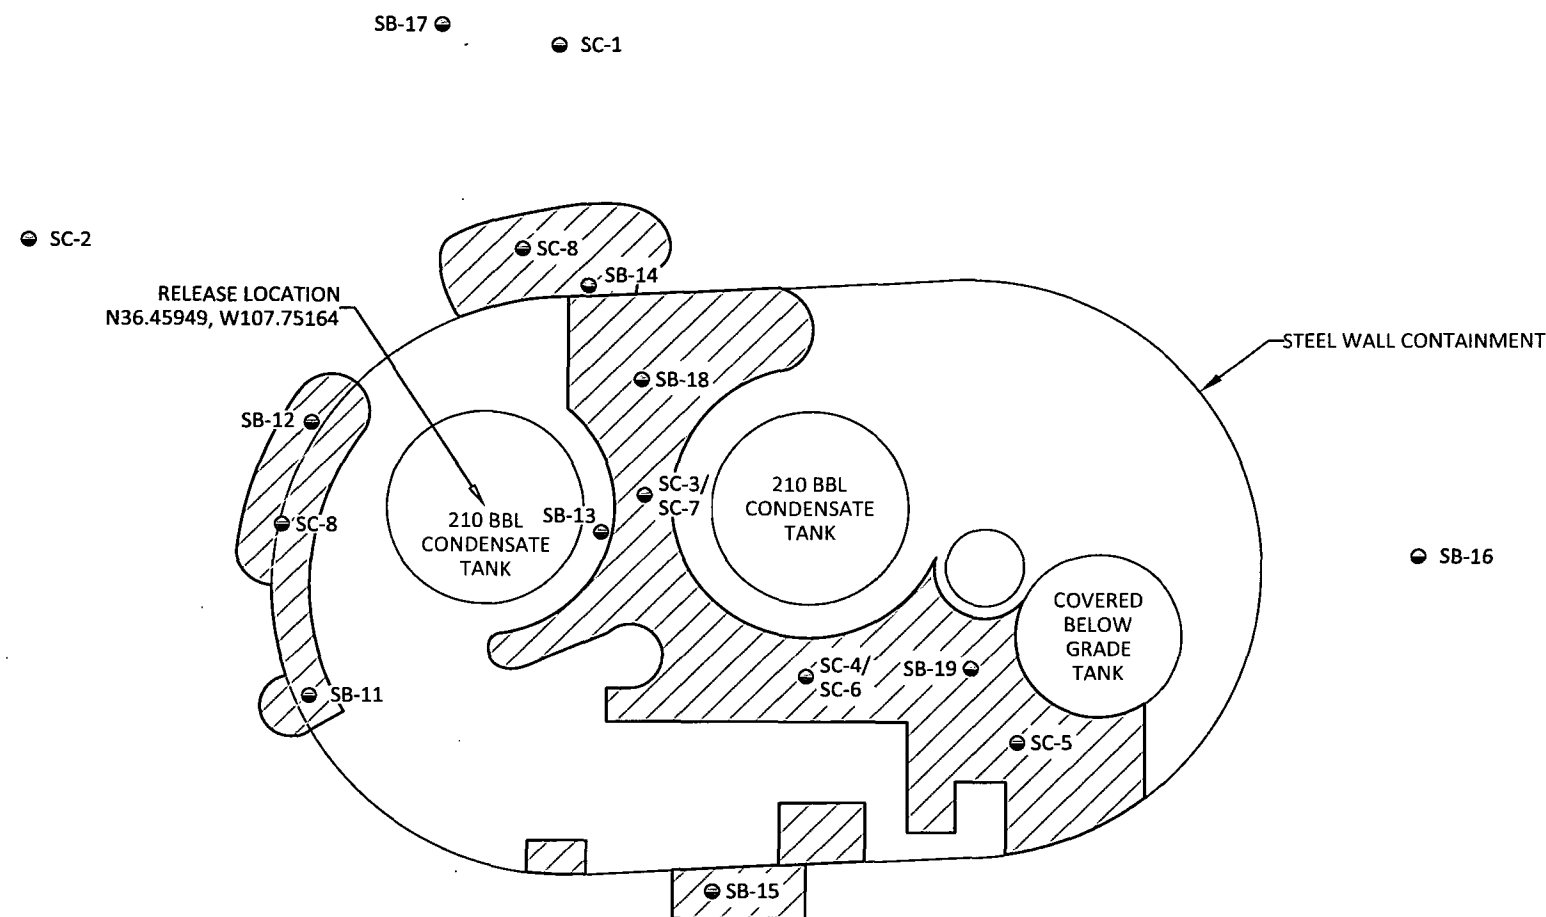 SB-17
SC-1
SC-2
SC-8
SB-14
RELEASE LOCATION
N36.45949, W107.75164
STEEL WALL CONTAINMENT
SB-18
SB-12
SC-3/
SC-7
210 BBL
CONDENSATE
TANK
SC-8
SB-13
210 BBL
CONDENSATE
TANK
SB-16
COVERED
BELOW
GRADE
TANK
SC-4/
SC-6
SB-19
SB-11
SC-5
SB-15